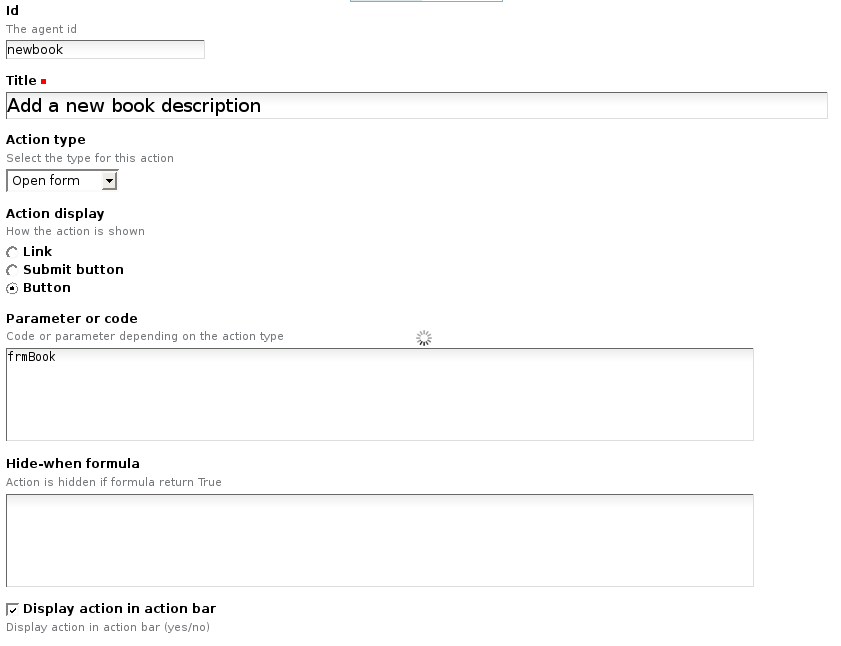 Id
The agent id
newbook
Title
Add a new book description
Action type
Select the type for this action
Open form
Action display
How the action is shown
Link
Submit button
Button
Parameter or code
Code or parameter depending on the action type
frmBook
Hide-when formula
Action is hidden if formula return True
Display action in action bar
Display action in action bar (yes/no)